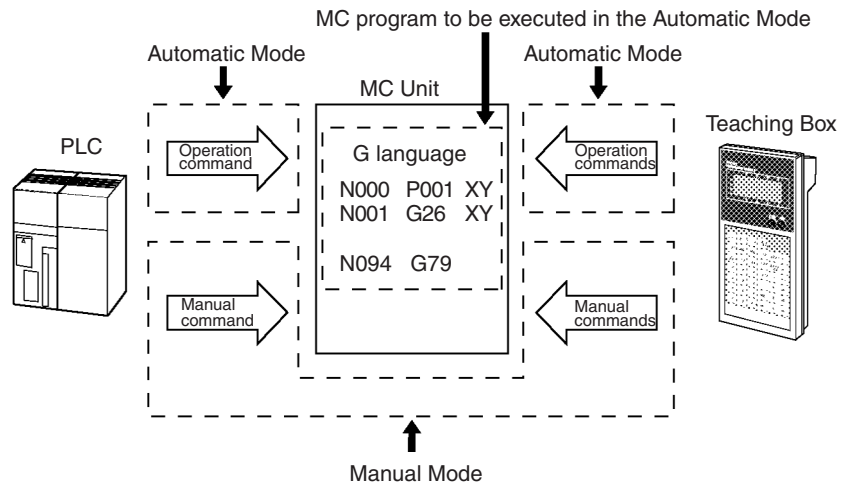 MC program to be executed in the Automatic Mode
Automatic Mode
Automatic Mode
MC Unit
PLC
Teaching Box
Operation
command
G language
N000 P001 XY
N001 G26 XY
N094 G79
Operation
commands
Manual
command
Manual
commands
Manual Mode